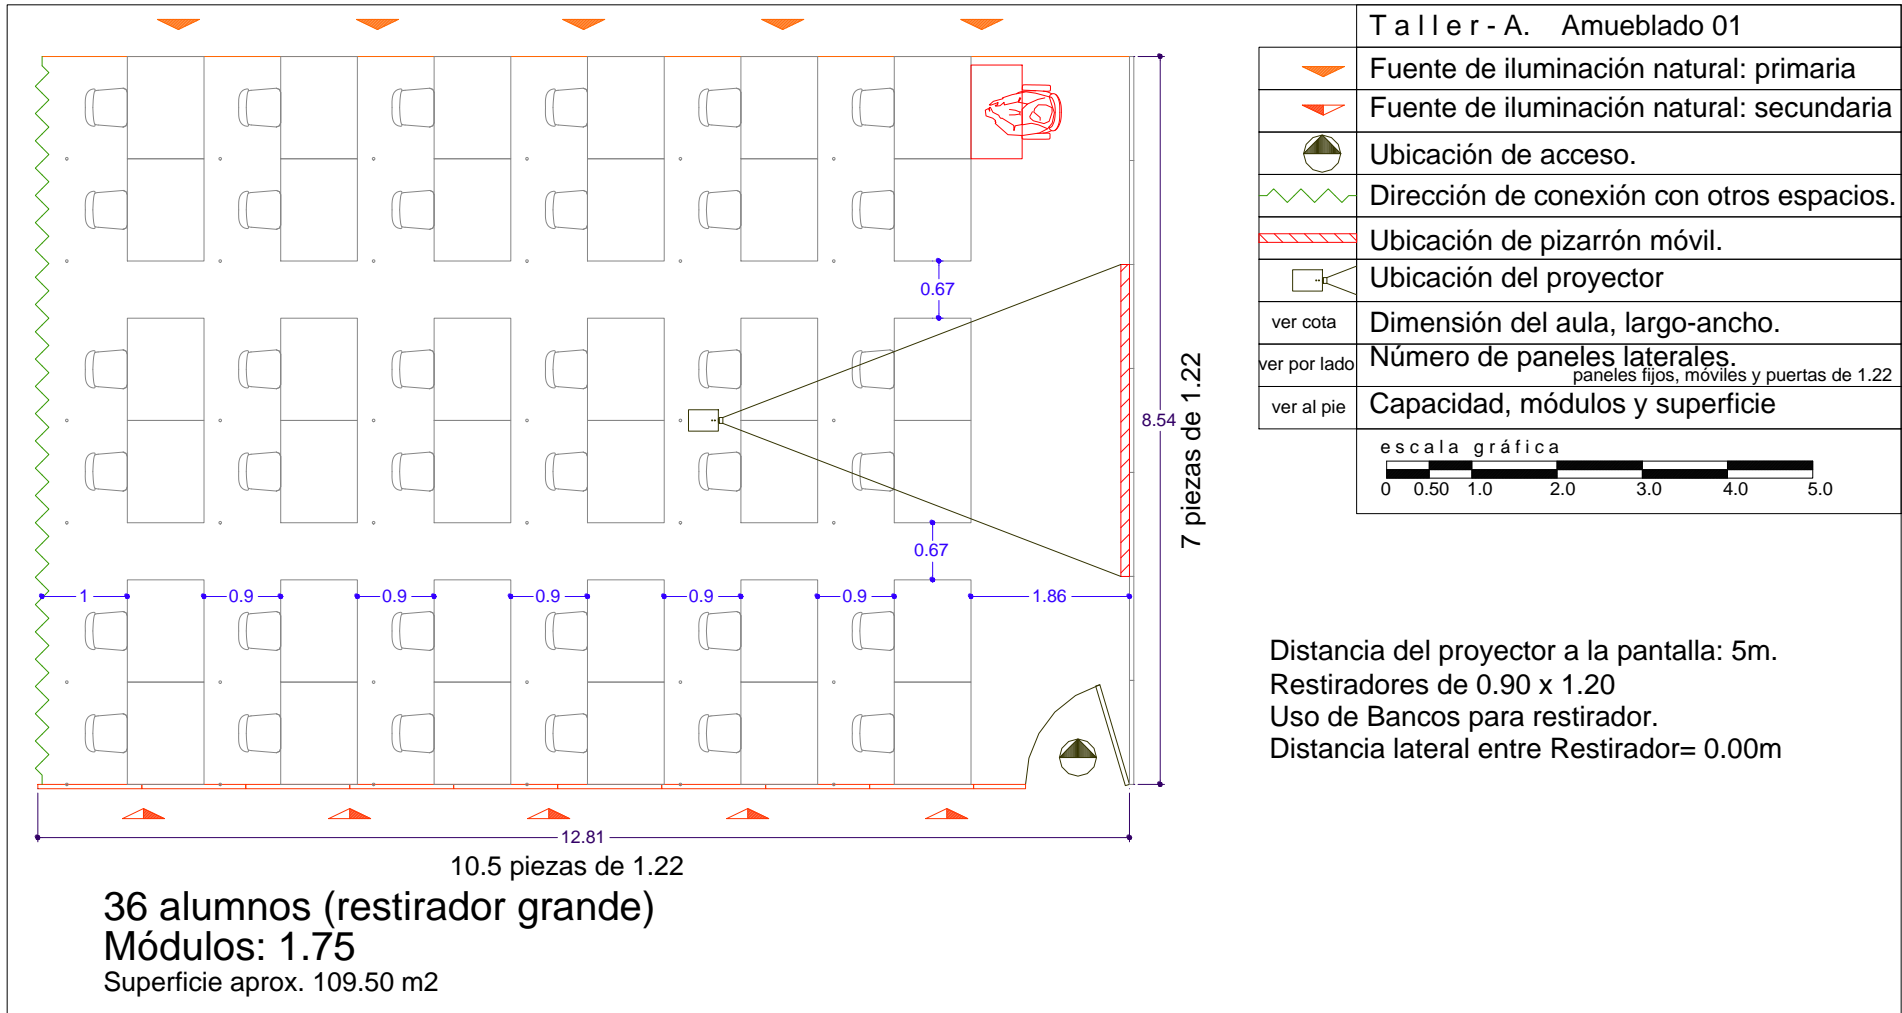 T a l l e r - A. Amueblado 01
Fuente de iluminación natural: primaria
Fuente de iluminación natural: secundaria
Ubicación de acceso.
Dirección de conexión con otros espacios.
Ubicación de pizarrón móvil.
Ubicación del proyector
ver cota Dimensión del aula, largo-ancho.
ver por lado Número de paneles laterales.
paneles fijos, móviles y puertas de 1.22
ver al pie Capacidad, módulos y superficie
escala gráfica
0 0.50 1.0 2.0 3.0 4.0 5.0
0.67
8.54
7 piezas de 1.22
0.67
1 0.9 0.9 0.9 0.9 0.9 1.86
Distancia del proyector a la pantalla: 5m.
Restiradores de 0.90 x 1.20
Uso de Bancos para restirador.
Distancia lateral entre Restirador= 0.00m
12.81
10.5 piezas de 1.22
36 alumnos (restirador grande)
Módulos: 1.75
Superficie aprox. 109.50 m2